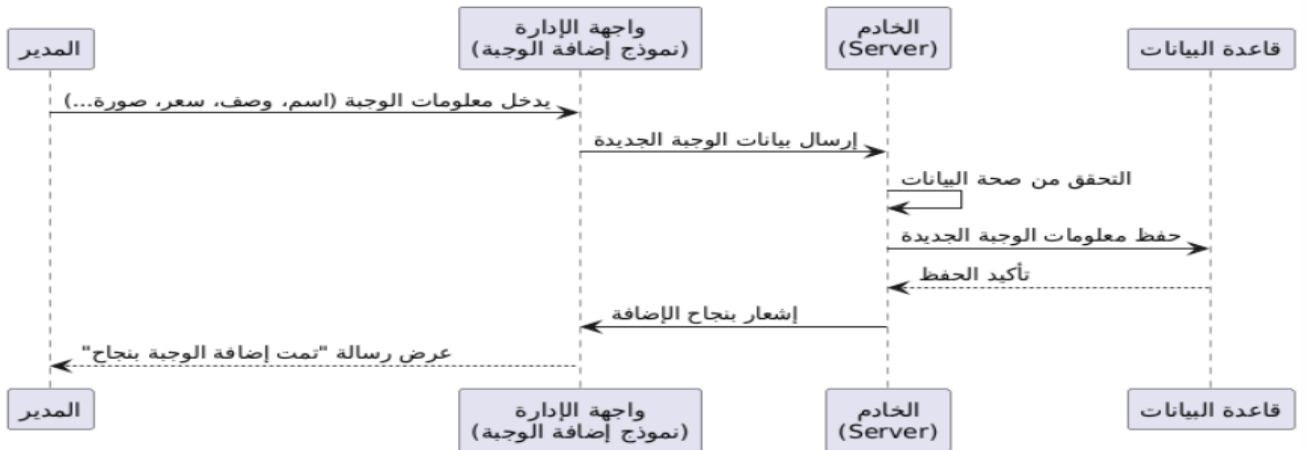 المدير
واجهة الإدارة
(نموذج إضافة الوجبة)
الخادم
(Server)
قاعدة البيانات
يدخل معلومات الوجبة (اسم، وصف، سعر، صورة...)
إرسال بيانات الوجبة الجديدة
التحقق من صحة البيانات
حفظ معلومات الوجبة الجديدة
تأكيد الحفظ
إشعار بنجاح الإضافة
عرض رسالة "تمت إضافة الوجبة بنجاح"
المدير
واجهة الإدارة
(نموذج إضافة الوجبة)
الخادم
(Server)
قاعدة البيانات